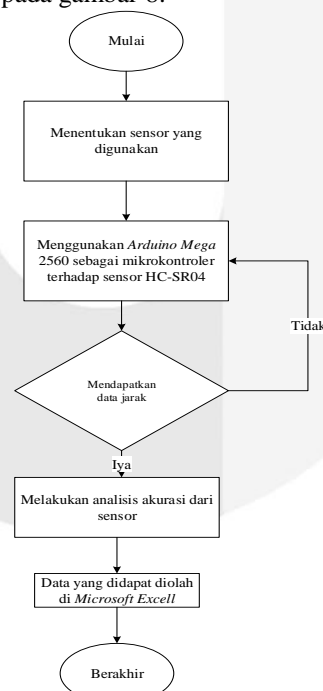 pada gambar 8.
Mulai
Menentukan sensor yang
digunakan
Menggunakan Arduino Mega
2560 sebagai mikrokontroler
terhadap sensor HC-SR04
Tidak
Mendapatkan
data jarak
Iya
Melakukan analisis akurasi dari
sensor
Data yang didapat diolah
di Microsoft Excell
Berakhir